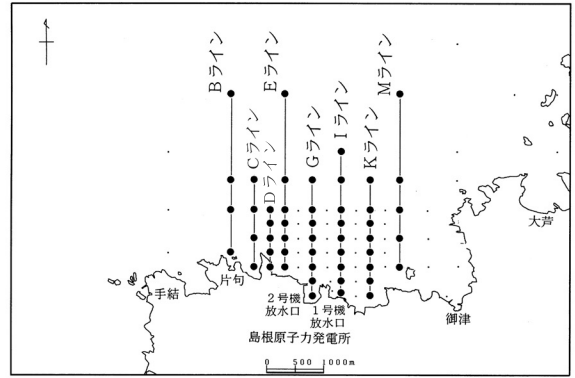 Bライン
Cライン
Dライン
Eライン
Gライン
Iライン
Kライン
Mライン
大芦
片句
手結
2号機
放水口
1号機
放水口
御津
島根原子力発電所
0 500 1000m